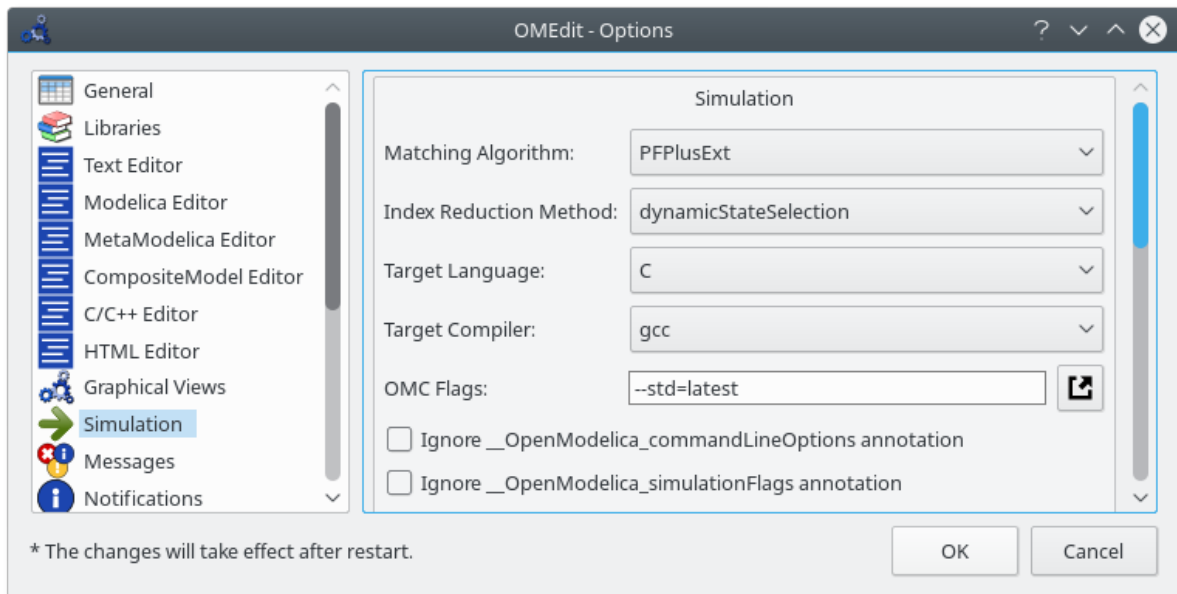 OMEdit - Options
General
Libraries
Text Editor
Modelica Editor
MetaModelica Editor
CompositeModel Editor
C/C++ Editor
HTML Editor
Graphical Views
Simulation
Messages
Notifications
Simulation
Matching Algorithm: PFPlusExt
Index Reduction Method: dynamicStateSelection
Target Language: C
Target Compiler: gcc
OMC Flags: --std=latest
Ignore __OpenModelica_commandLineOptions annotation
Ignore __OpenModelica_simulationFlags annotation
* The changes will take effect after restart.
OK Cancel